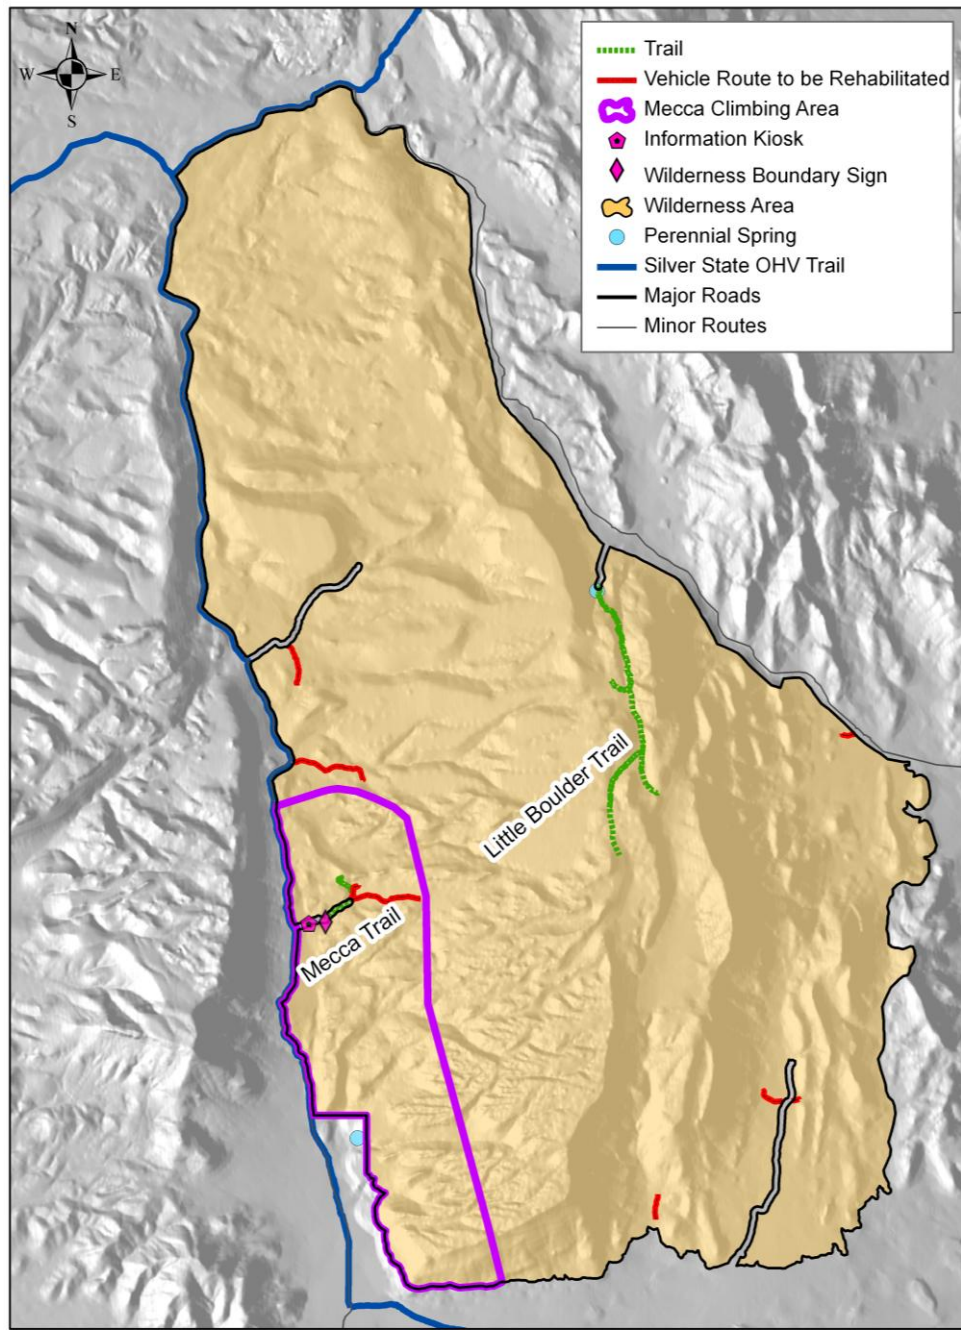 N
W E
S
Trail
Vehicle Route to be Rehabilitated
Mecca Climbing Area
Information Kiosk
Wilderness Boundary Sign
Wilderness Area
Perennial Spring
Silver State OHV Trail
Major Roads
Minor Routes
Little Boulder Trail
Mecca Trail